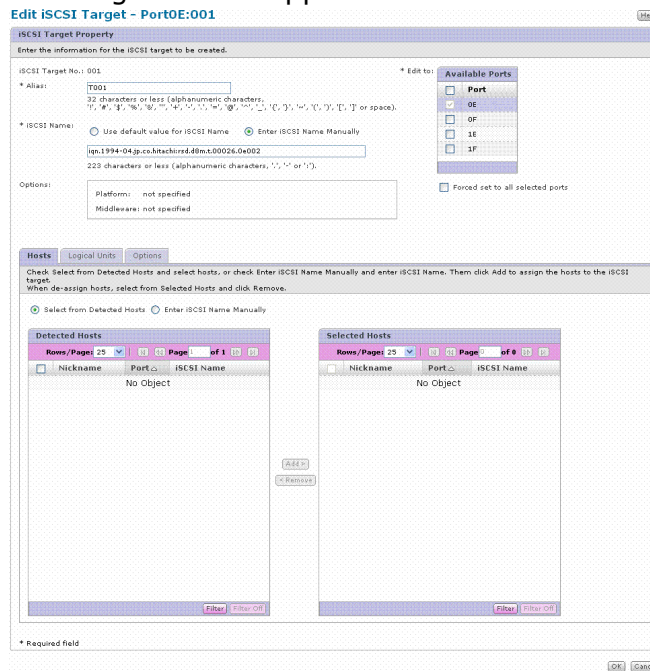 Edit iSCSI Target - Port0E:001
iSCSI Target Property
Enter the information for the iSCSI target to be created.
iSCSI Target No.: 001
* Alias:
T001
32 characters or less (alphanumeric characters,
'!', '#', '$', '%', '&', '"', '+', '-', '.', '=', '@', '^', '_', '{', '}', '~', '(', ')', '[', ']' or space).
* iSCSI Name:
Use default value for iSCSI Name
Enter iSCSI Name Manually
iqn.1994-04.jp.co.hitachi:rsd.d8m.t.00026.0e002
223 characters or less (alphanumeric characters, '.', '-' or ':').
Options:
Platform: not specified
Middleware: not specified
* Edit to:
Available Ports
Port
0E
0F
1E
1F
Forced set to all selected ports
Hosts
Logical Units
Options
Check Select from Detected Hosts and select hosts, or check Enter iSCSI Name Manually and enter iSCSI Name. Them click Add to assign the hosts to the iSCSI
target.
When de-assign hosts, select from Selected Hosts and click Remove.
Select from Detected Hosts
Enter iSCSI Name Manually
Detected Hosts
Rows/Page: 25 Page 1 of 1
Nickname Port iSCSI Name
No Object
Filter Filter Off
Add >
< Remove
Selected Hosts
Rows/Page: 25 Page 0 of 0
Nickname Port iSCSI Name
No Object
Filter Filter Off
* Required field
OK